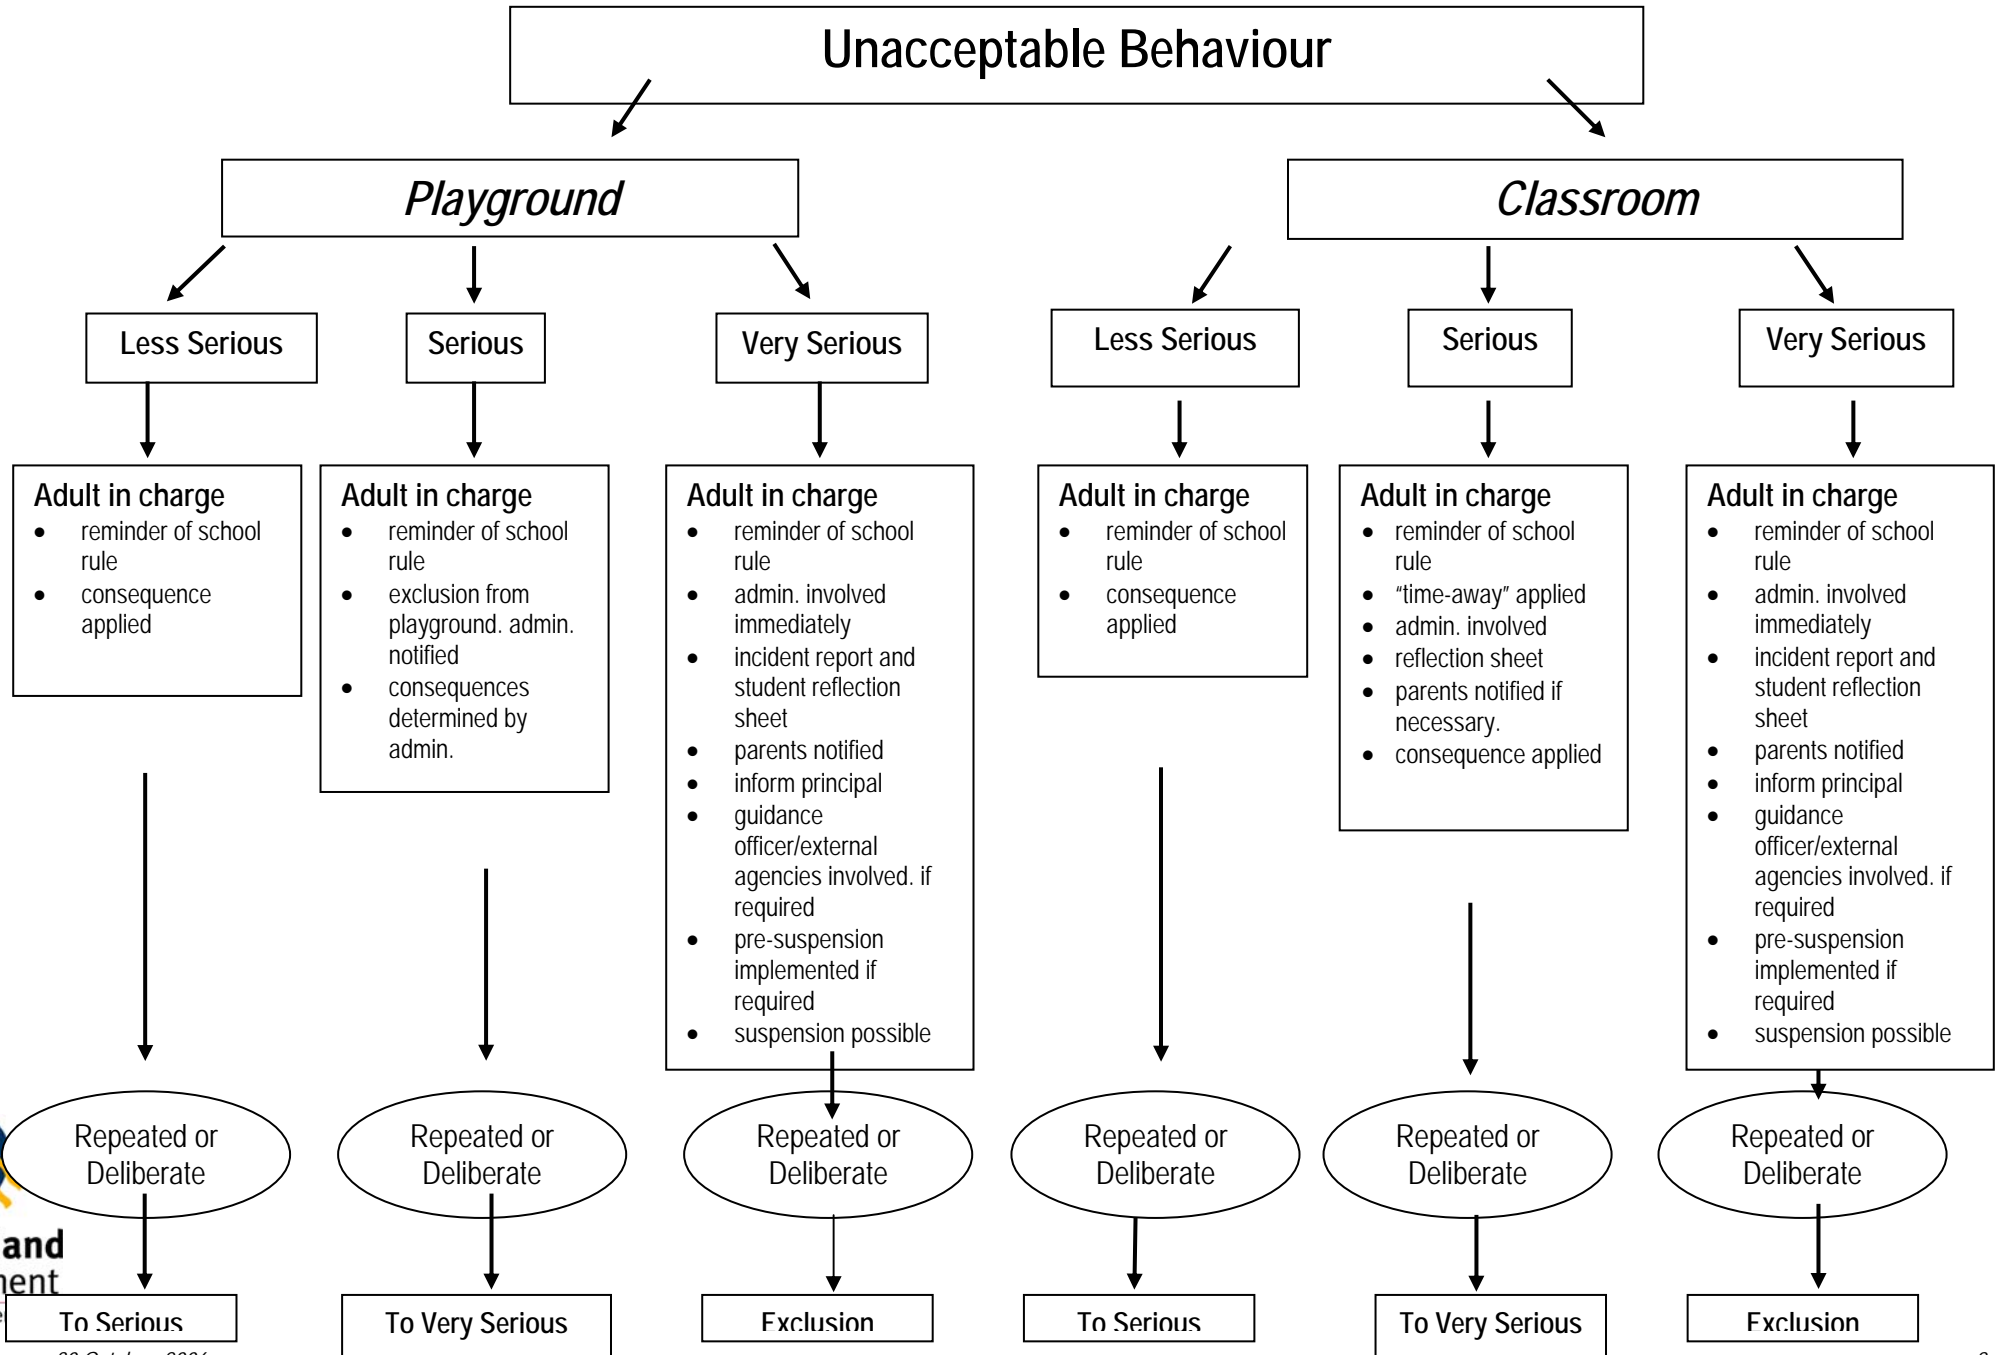 Unacceptable Behaviour
Playground
Classroom
Less Serious
Serious
Very Serious
Less Serious
Serious
Very Serious
Adult in charge
• reminder of school
rule
• consequence
applied
Adult in charge
• reminder of school
rule
• exclusion from
playground. admin.
notified
• consequences
determined by
admin.
Adult in charge
• reminder of school
rule
• admin. involved
immediately
• incident report and
student reflection
sheet
• parents notified
• inform principal
• guidance
officer/external
agencies involved. if
required
• pre-suspension
implemented if
required
• suspension possible
Adult in charge
• reminder of school
rule
• consequence
applied
Adult in charge
• reminder of school
rule
• “time-away” applied
• admin. involved
• reflection sheet
• parents notified if
necessary.
• consequence applied
Adult in charge
• reminder of school
rule
• admin. involved
immediately
• incident report and
student reflection
sheet
• parents notified
• inform principal
• guidance
officer/external
agencies involved. if
required
• pre-suspension
implemented if
required
• suspension possible
Repeated or
Deliberate
Repeated or
Deliberate
Repeated or
Deliberate
Repeated or
Deliberate
Repeated or
Deliberate
Repeated or
Deliberate
and
To Serious
To Very Serious
Exclusion
To Serious
To Very Serious
Exclusion